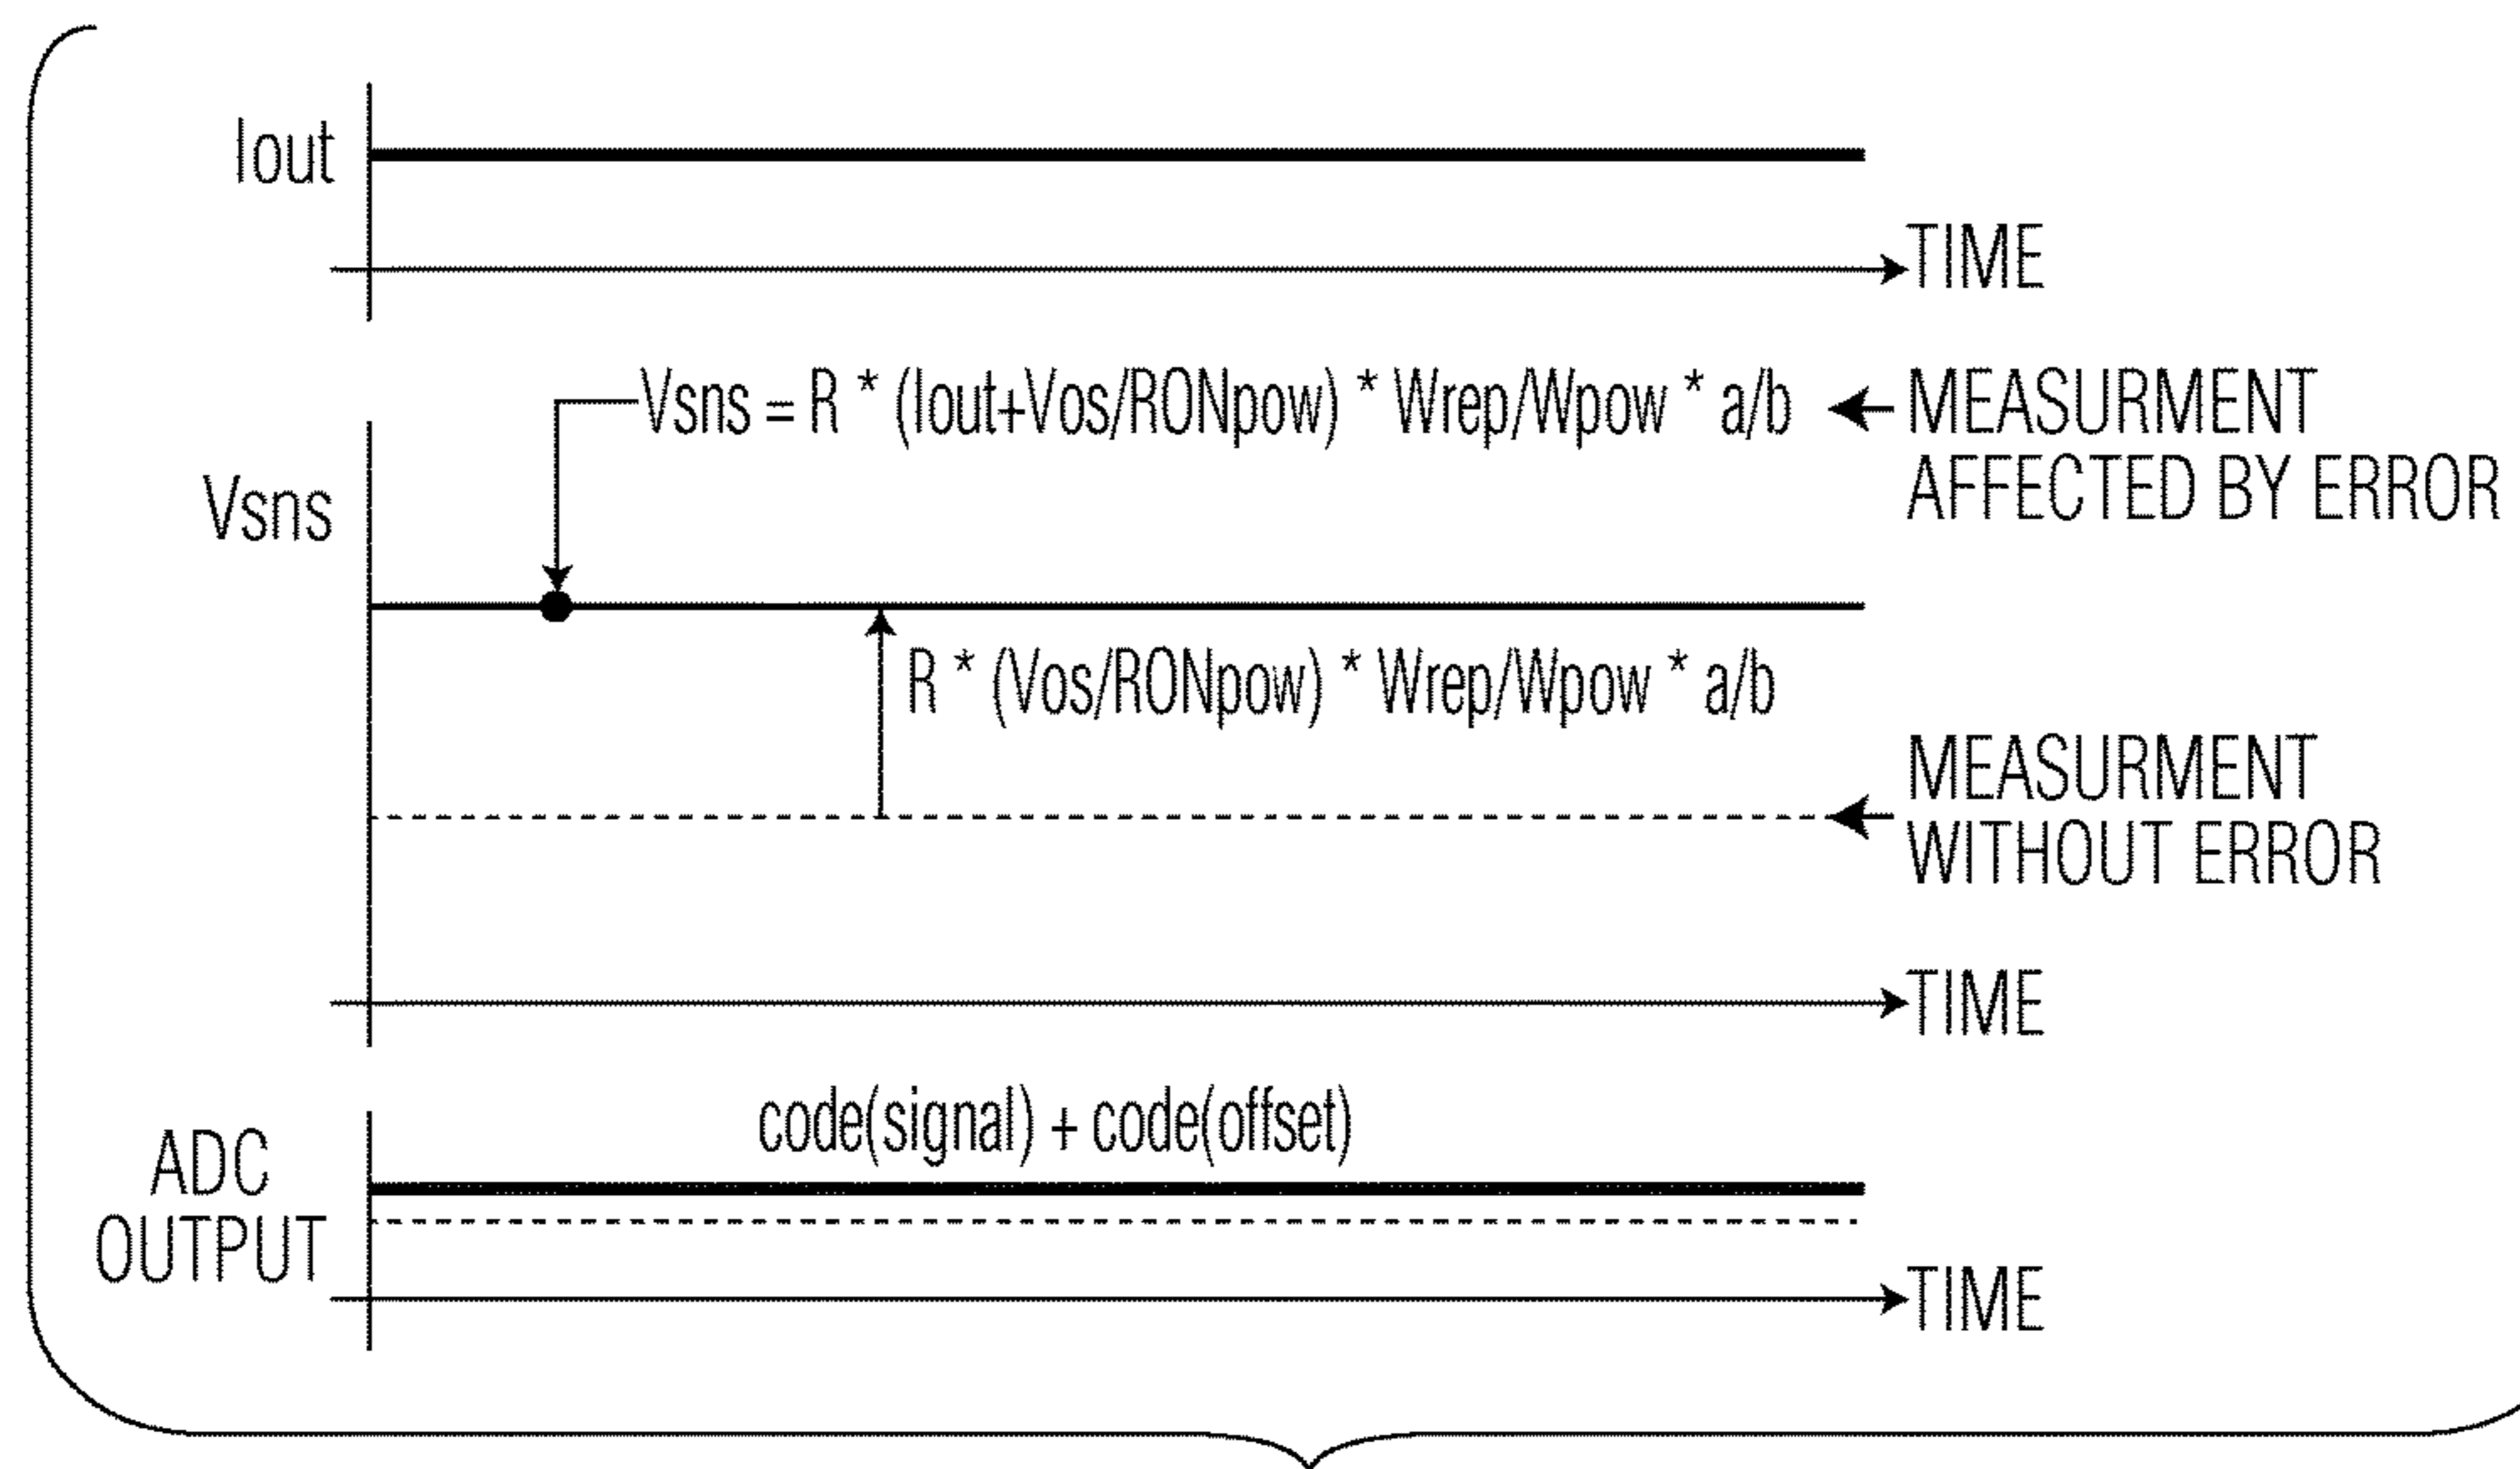 Iout
TIME
Vsns = R * (Iout+Vos/RONpow) * Wrep/Wpow * a/b
MEASURMENT
AFFECTED BY ERROR
Vsns
R * (Vos/RONpow) * Wrep/Wpow * a/b
MEASURMENT
WITHOUT ERROR
TIME
code(signal) + code(offset)
ADC
OUTPUT
TIME